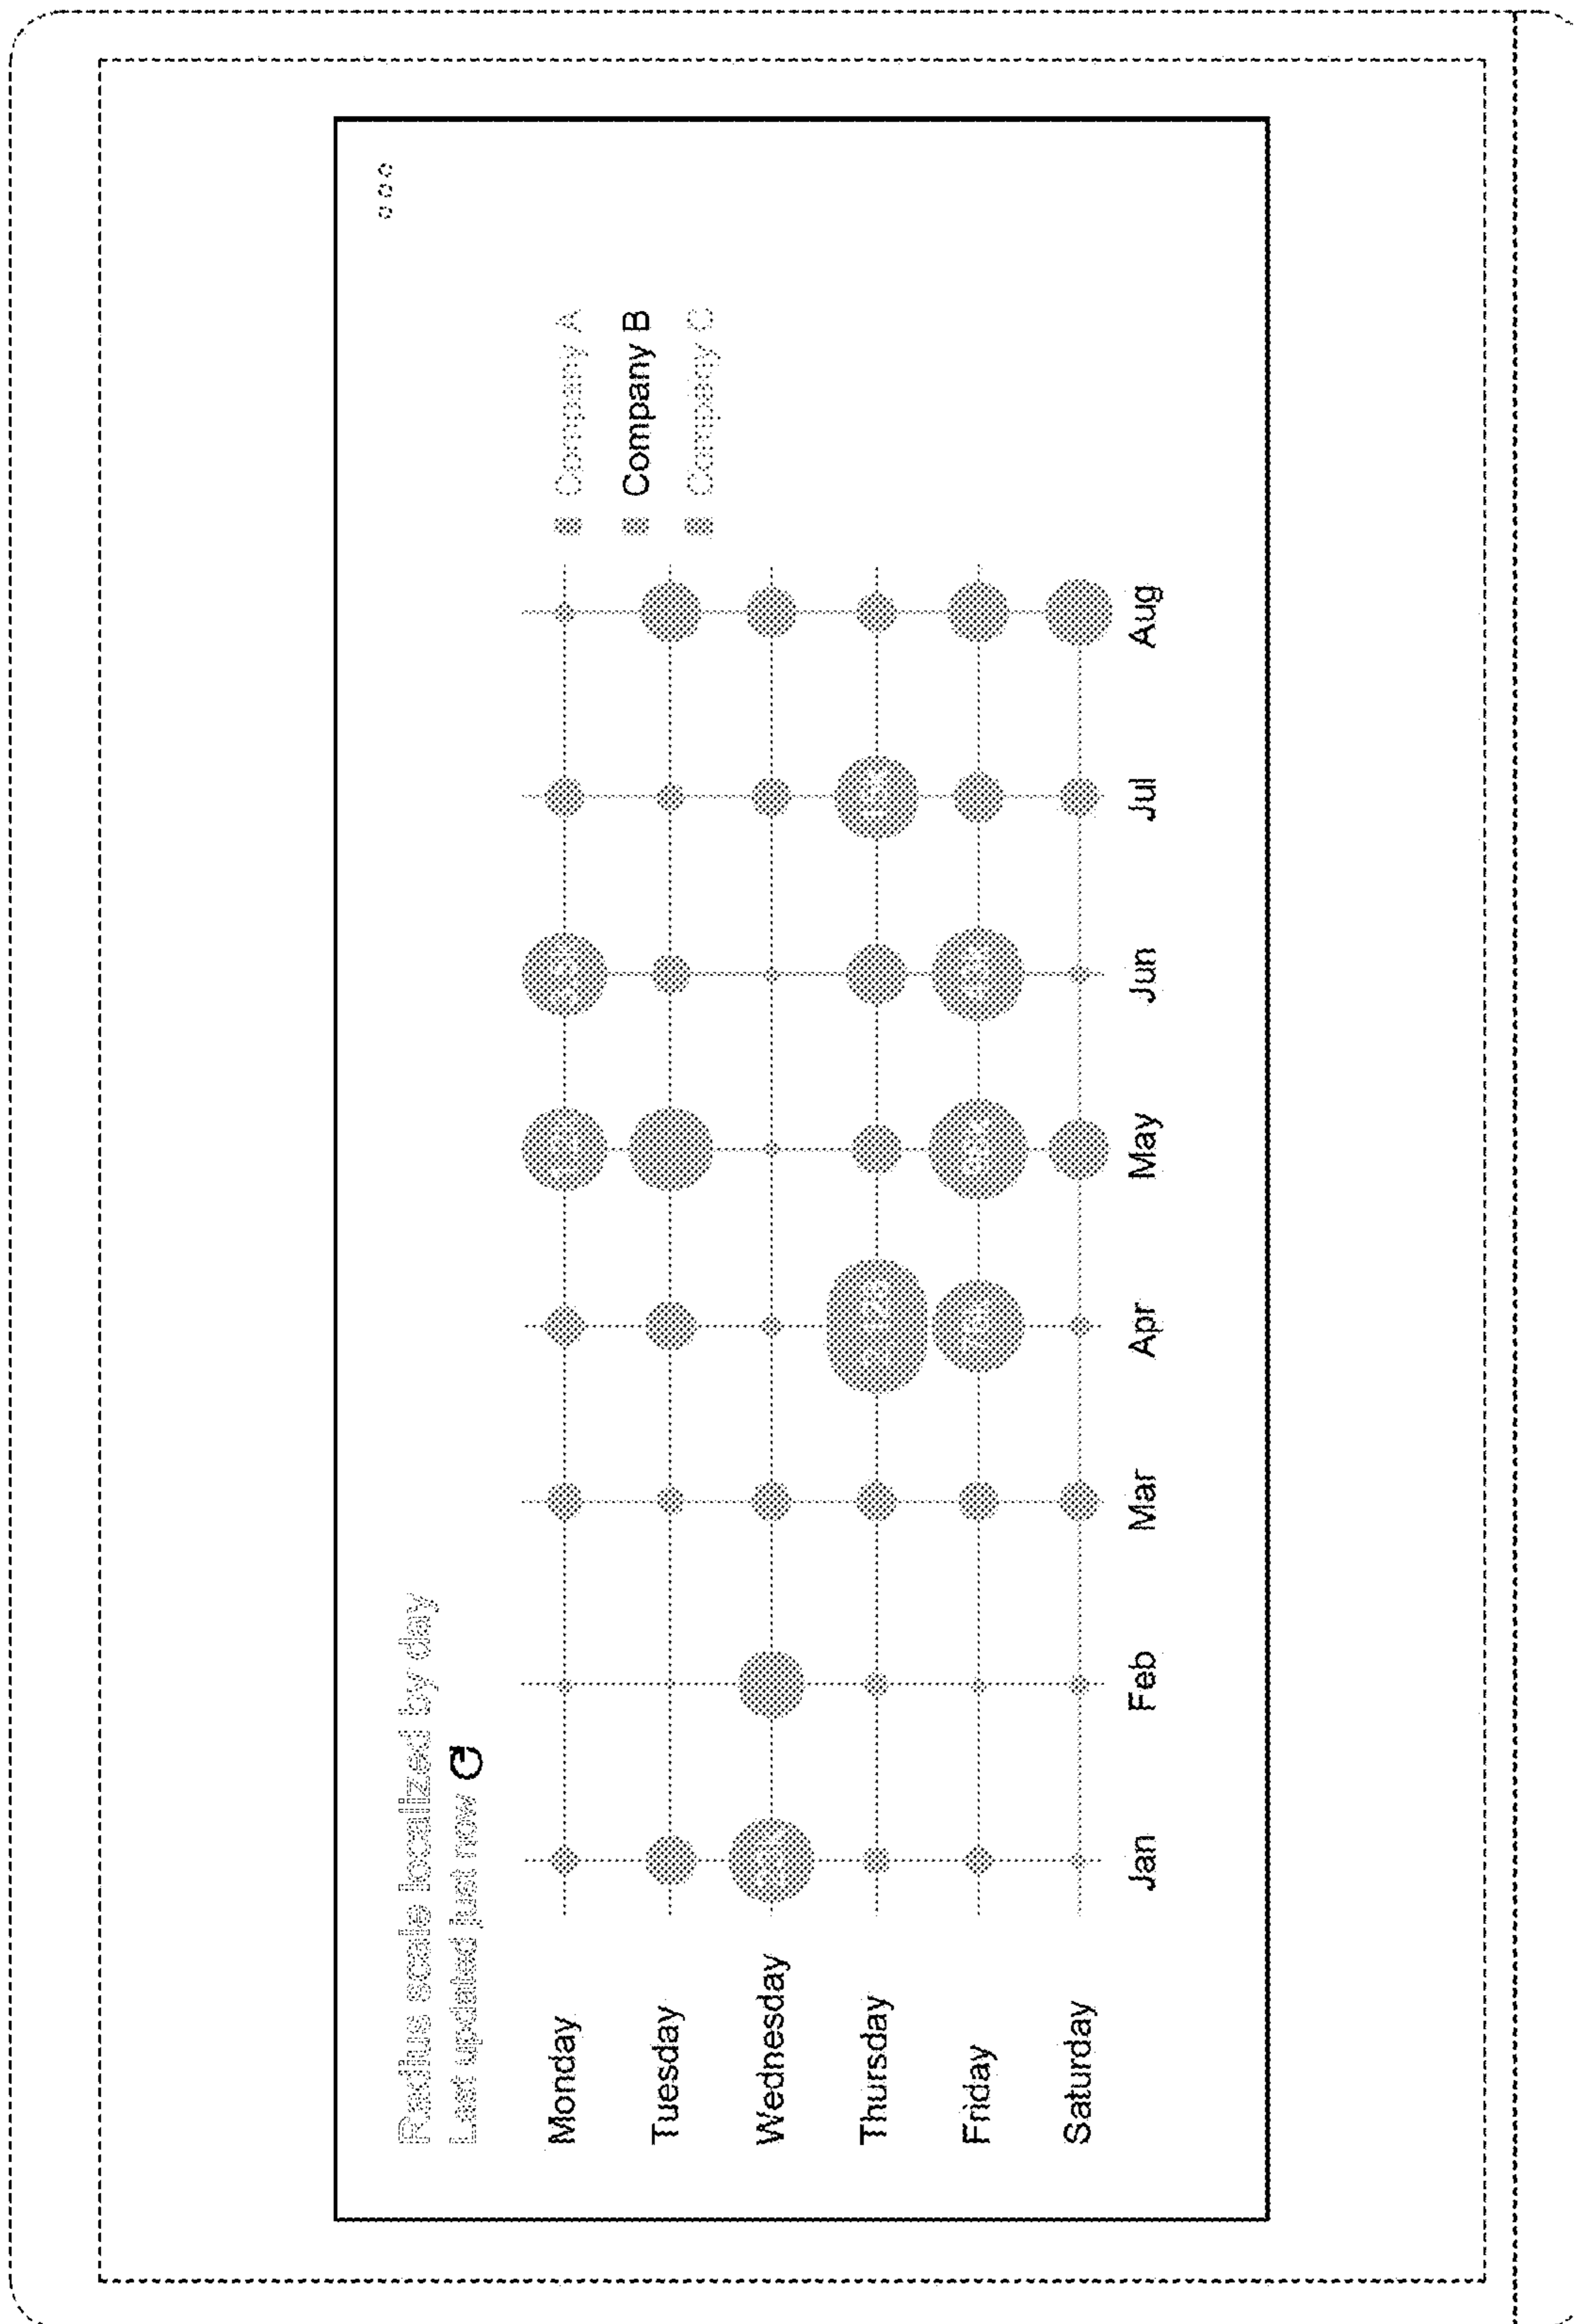 Radius scale localized by day
Last updated just now
Company A
Company B
Company C
Monday
Tuesday
Wednesday
Thursday
Friday
Saturday
Jan Feb Mar Apr May Jun Jul Aug